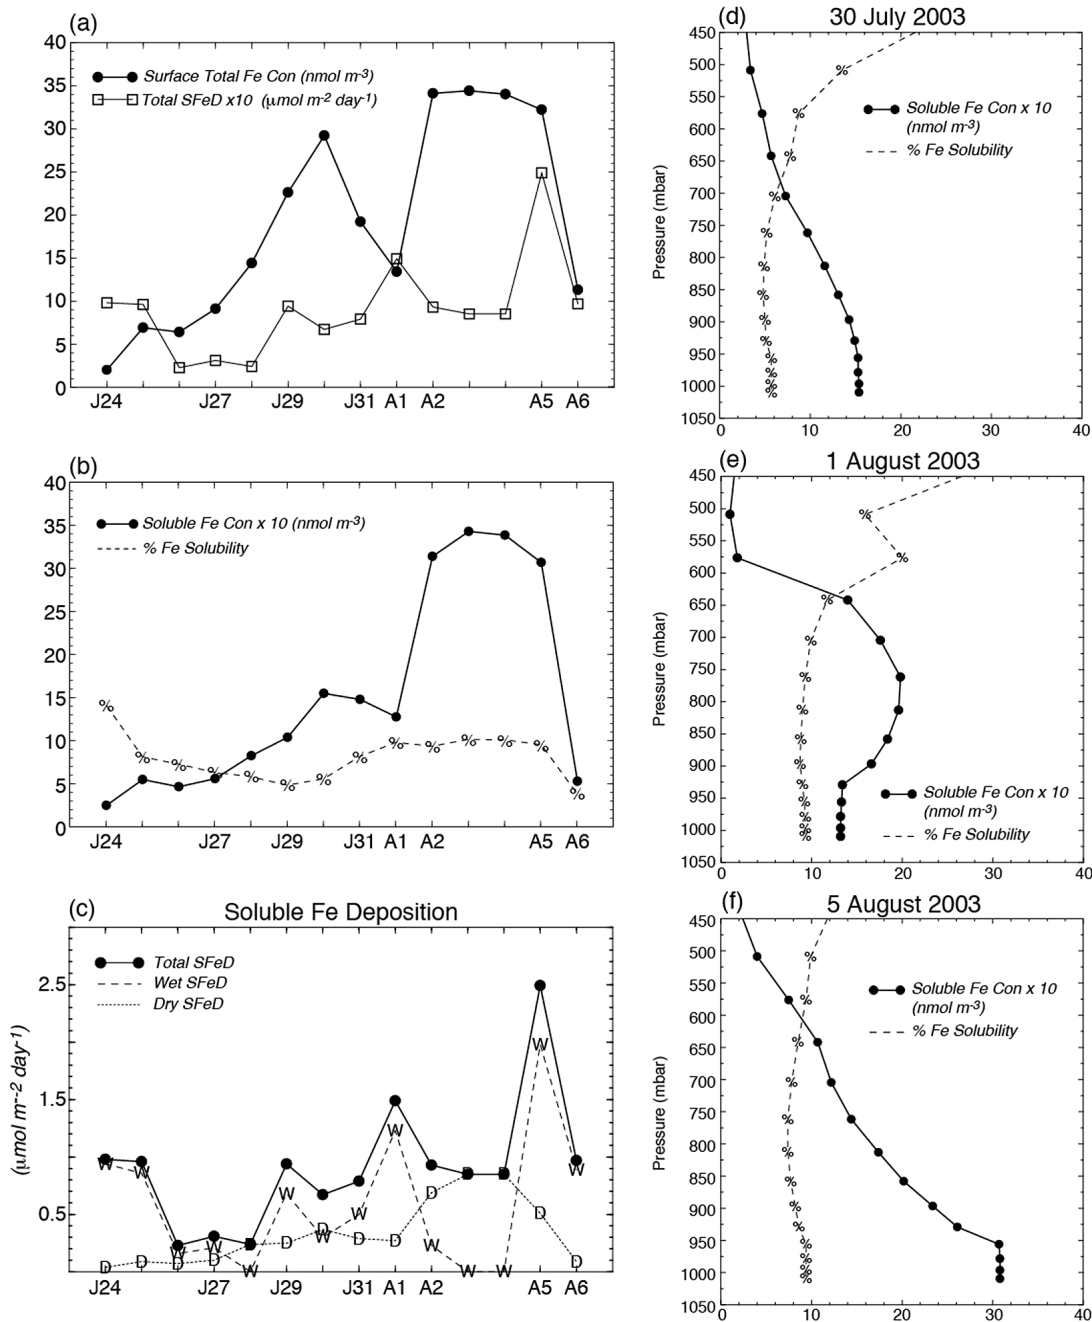 (a)
40
35
30
25
20
15
10
5
0
Surface Total Fe Con (nmol m-3)
Total SFeD x10 (μmol m-2 day-1)
J24 J27 J29 J31 A1 A2 A5 A6
(b)
40
35
30
25
20
15
10
5
0
Soluble Fe Con x 10 (nmol m-3)
% Fe Solubility
% % % % % % % % % % % % % %
J24 J27 J29 J31 A1 A2 A5 A6
(c)
Soluble Fe Deposition
Total SFeD
Wet SFeD
Dry SFeD
2.5
1.5
0.5
(μmol m--2 day-1)
W W W W W W W W W W W W W W
D D D D D D D D D D D D D D
J24 J27 J29 J31 A1 A2 A5 A6
(d)
30 July 2003
450
500
550
600
650
700
750
800
850
900
950
1000
1050
Pressure (mbar)
Soluble Fe Con x 10
(nmol m-3)
% Fe Solubility
% % % % % % % % % % % % %
0 10 20 30 40
(e)
1 August 2003
450
500
550
600
650
700
750
800
850
900
950
1000
1050
Pressure (mbar)
Soluble Fe Con x 10
(nmol m-3)
% Fe Solubility
% % % % % % % % % % % % %
0 10 20 30 40
(f)
5 August 2003
450
500
550
600
650
700
750
800
850
900
950
1000
1050
Pressure (mbar)
Soluble Fe Con x 10
(nmol m-3)
% Fe Solubility
% % % % % % % % % % % % %
0 10 20 30 40